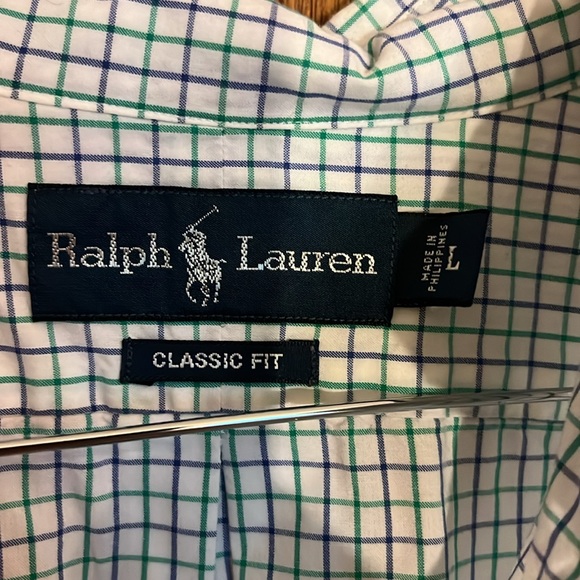 Ralph Lauren
MADE IN
PHILIPPINES
L
CLASSIC FIT